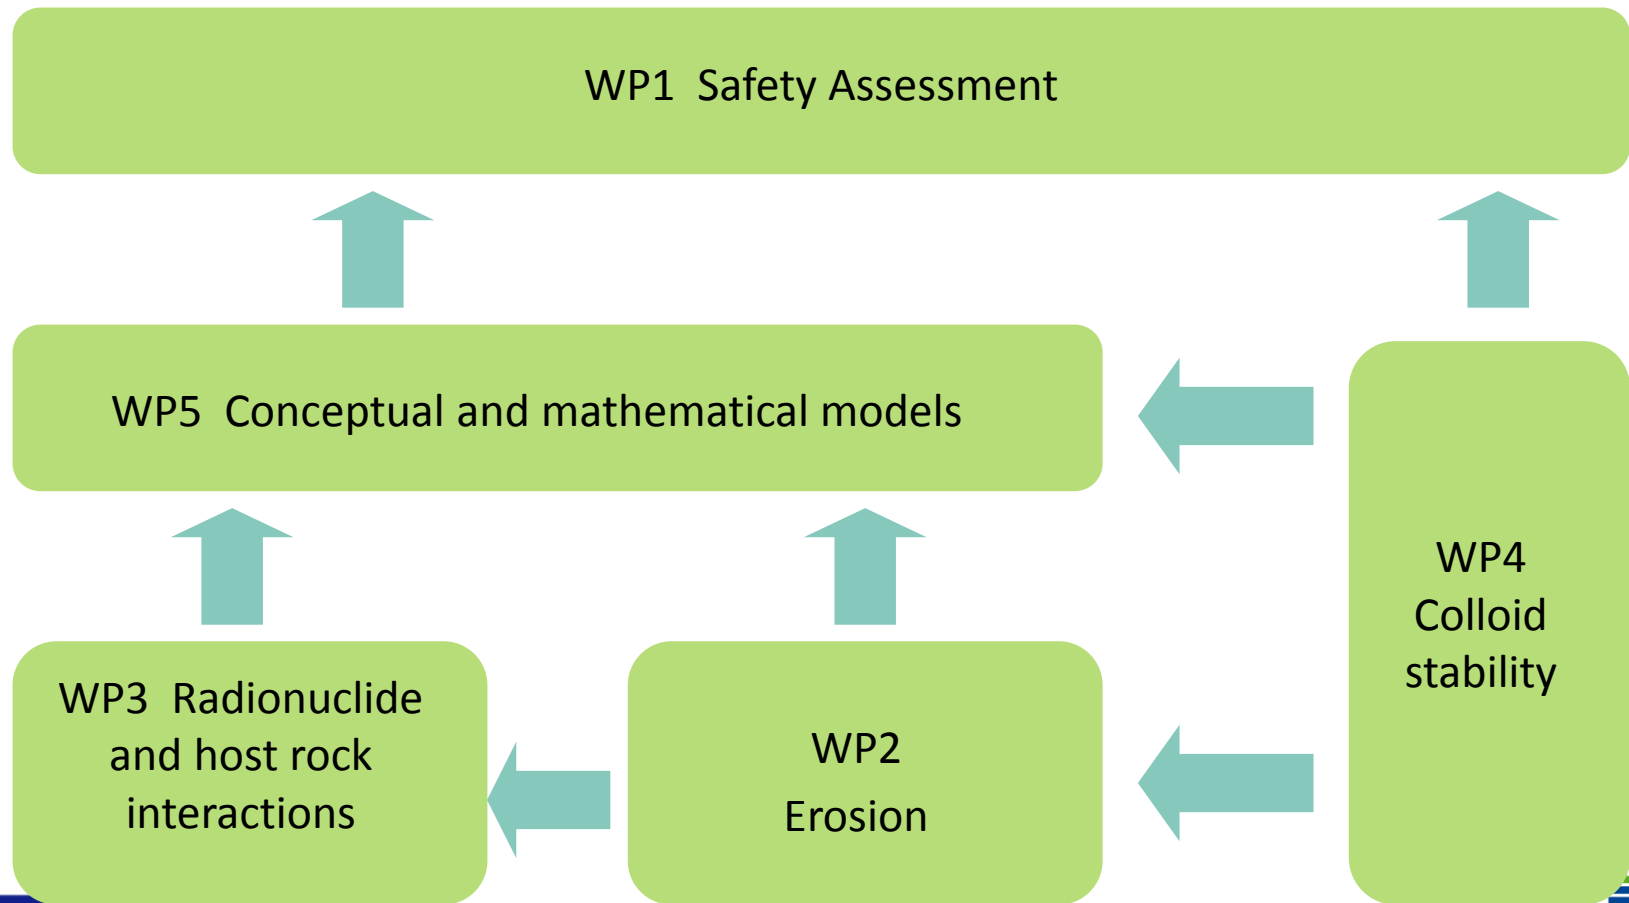 WP1  Safety Assessment
WP5  Conceptual and mathematical models
WP4
Colloid
stability
WP3  Radionuclide
and host rock
interactions
WP2
Erosion